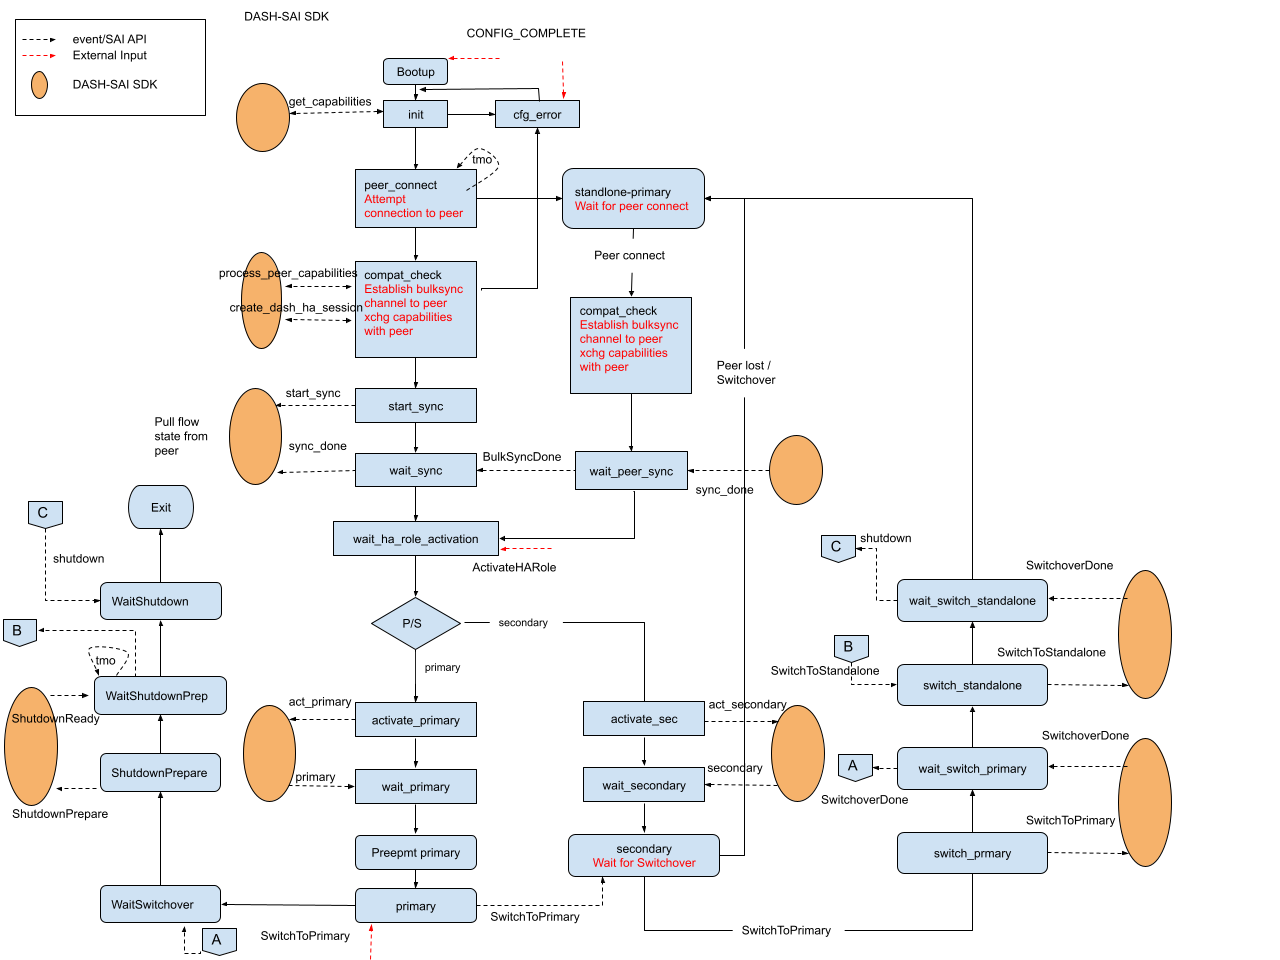 DASH-SAI SDK
event/SAI API
External Input
DASH-SAI SDK
CONFIG_COMPLETE
Bootup
get_capabilities
init
cfg_error
tmo
peer_connect
Attempt
connection to peer
standlone-primary
Wait for peer connect
Peer connect
process_peer_capabilities
create_dash_ha_session
compat_check
Establish bulksync
channel to peer
xchg capabilities
with peer
compat_check
Establish bulksync
channel to peer
xchg capabilities
with peer
Peer lost /
Switchover
start_sync
start_sync
Pull flow
state from
peer
sync_done
wait_sync
BulkSyncDone
wait_peer_sync
sync_done
Exit
C
shutdown
wait_ha_role_activation
ActivateHARole
C
shutdown
SwitchoverDone
WaitShutdown
wait_switch_standalone
B
P/S
secondary
primary
tmo
B
SwitchToStandalone
SwitchToStandalone
WaitShutdownPrep
switch_standalone
ShutdownReady
act_primary
activate_primary
activate_sec
act_secondary
SwitchoverDone
ShutdownPrepare
primary
wait_primary
wait_secondary
secondary
A
wait_switch_primary
SwitchoverDone
ShutdownPrepare
SwitchToPrimary
Preepmt primary
secondary
Wait for Switchover
switch_prmary
WaitSwitchover
primary
SwitchToPrimary
A
SwitchToPrimary
SwitchToPrimary